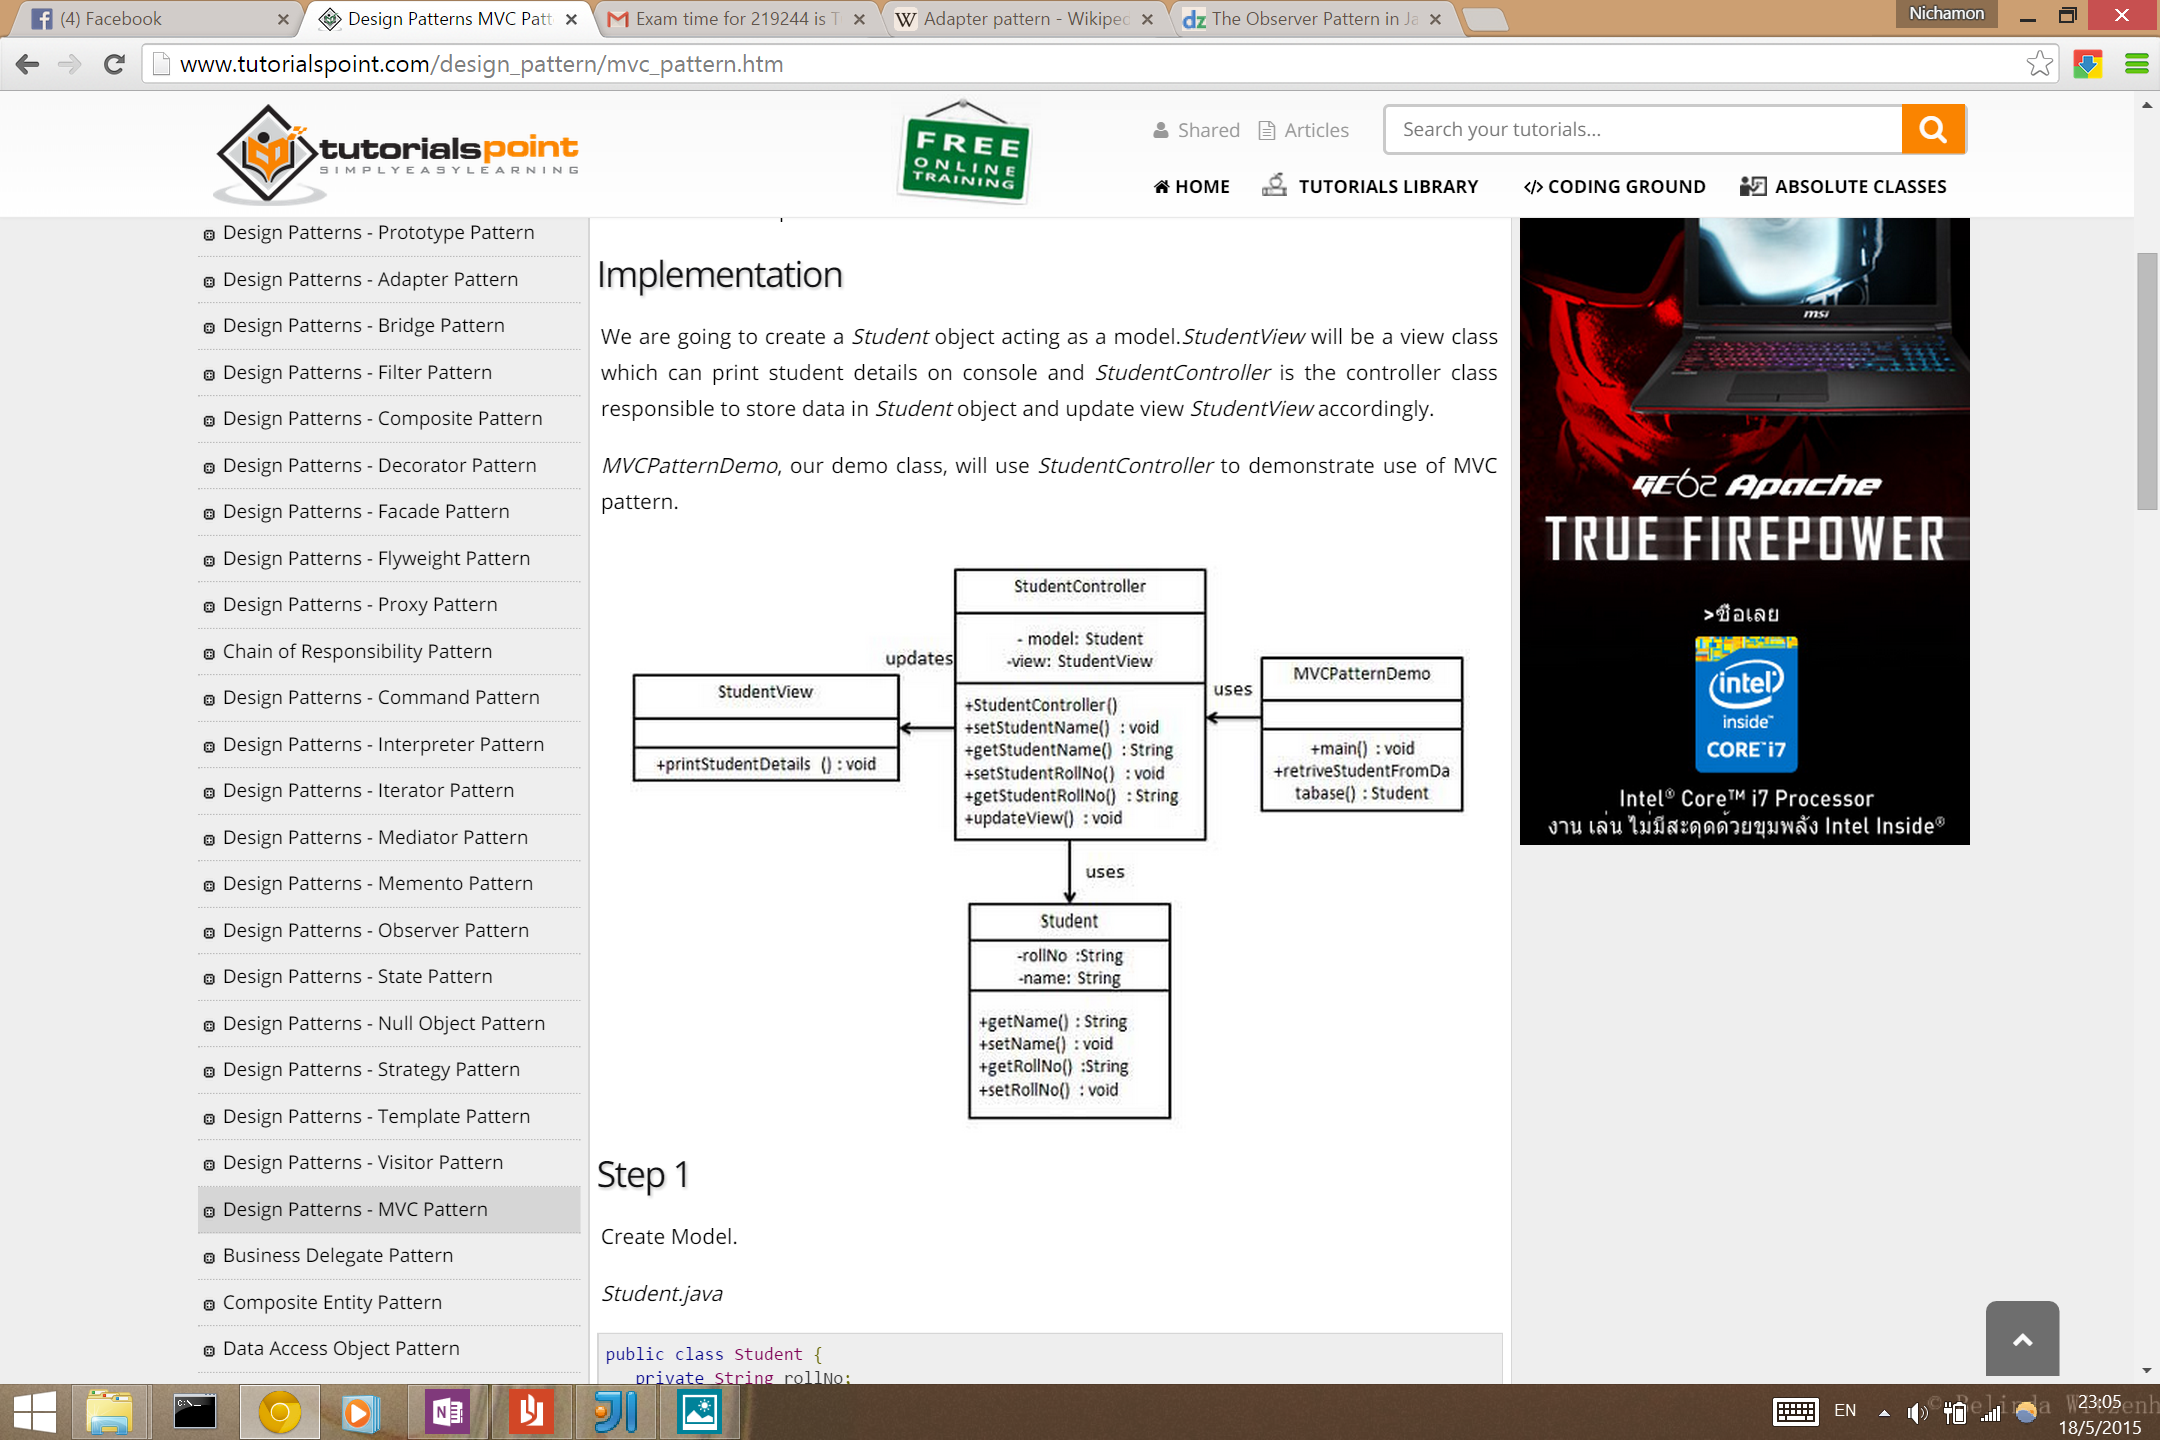 (4) Facebook
Design Patterns MVC Patt
Exam time for 219244 is T
Adapter pattern - Wikiped
dz The Observer Pattern in Ja
Nichamon
www.tutorialspoint.com/design_pattern/mvc_pattern.htm
tutorialspoint
SIMPLYEASYLEARNING
FREE
ONLINE
TRAINING
Shared
Articles
Search your tutorials...
HOME
TUTORIALS LIBRARY
</> CODING GROUND
ABSOLUTE CLASSES
Design Patterns - Prototype Pattern
Design Patterns - Adapter Pattern
Design Patterns - Bridge Pattern
Design Patterns - Filter Pattern
Design Patterns - Composite Pattern
Design Patterns - Decorator Pattern
Design Patterns - Facade Pattern
Design Patterns - Flyweight Pattern
Design Patterns - Proxy Pattern
Chain of Responsibility Pattern
Design Patterns - Command Pattern
Design Patterns - Interpreter Pattern
Design Patterns - Iterator Pattern
Design Patterns - Mediator Pattern
Design Patterns - Memento Pattern
Design Patterns - Observer Pattern
Design Patterns - State Pattern
Design Patterns - Null Object Pattern
Design Patterns - Strategy Pattern
Design Patterns - Template Pattern
Design Patterns - Visitor Pattern
Design Patterns - MVC Pattern
Business Delegate Pattern
Composite Entity Pattern
Data Access Object Pattern
Implementation
We are going to create a Student object acting as a model.StudentView will be a view class
which can print student details on console and StudentController is the controller class
responsible to store data in Student object and update view StudentView accordingly.
MVCPatternDemo, our demo class, will use StudentController to demonstrate use of MVC
pattern.
StudentController
- model: Student
-view: StudentView
+StudentController()
+setStudentName() : void
+getStudentName() : String
+setStudentRollNo() : void
+getStudentRollNo() : String
+updateView() : void
updates
StudentView
+printStudentDetails () : void
uses
MVCPatternDemo
+main() : void
+retriveStudentFromDa
tabase() : Student
uses
Student
-rollNo :String
-name: String
+getName() : String
+setName() : void
+getRollNo() :String
+setRollNo() : void
Step 1
Create Model.
Student.java
public class Student {
private String rollNo;
msi
GE62 Apache
TRUE FIREPOWER
>ซื้อเลย
intel
inside™
CORE™ i7
Intel® Core™ i7 Processor
งาน เล่น ไม่มีสะดุดด้วยขุมพลัง Intel Inside®
EN
23:05
18/5/2015